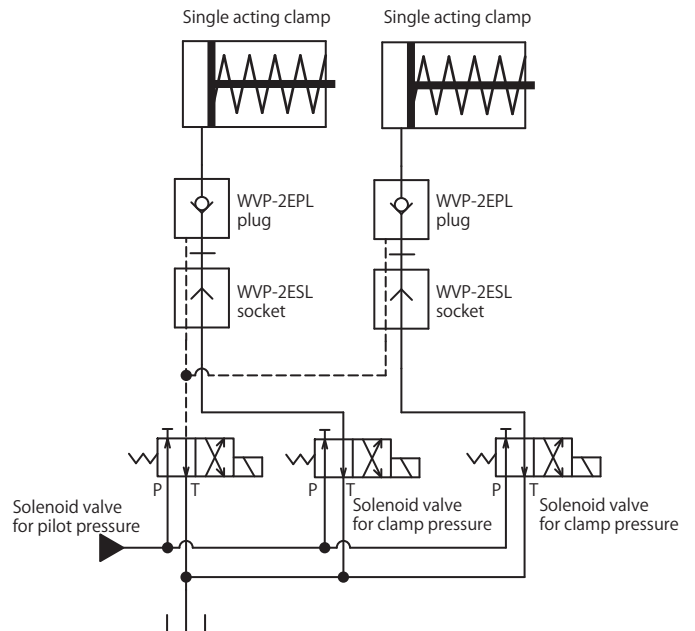 Single acting clamp
Single acting clamp
WVP-2EPL
plug
WVP-2EPL
plug
WVP-2ESL
socket
WVP-2ESL
socket
P
T
P
T
P
T
Solenoid valve
for pilot pressure
Solenoid valve
for clamp pressure
Solenoid valve
for clamp pressure